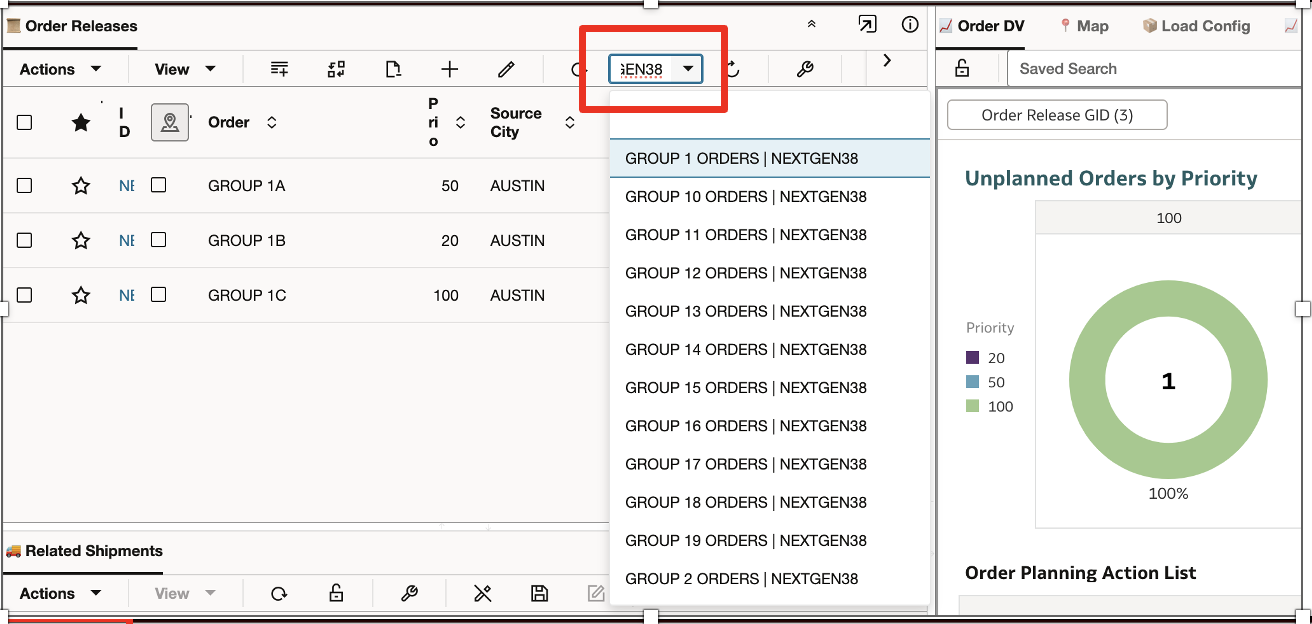 Order Releases
Actions View GEN38
ID Order Prio Source City
NE GROUP 1A 50 AUSTIN
NE GROUP 1B 20 AUSTIN
NE GROUP 1C 100 AUSTIN
GROUP 1 ORDERS | NEXTGEN38
GROUP 10 ORDERS | NEXTGEN38
GROUP 11 ORDERS | NEXTGEN38
GROUP 12 ORDERS | NEXTGEN38
GROUP 13 ORDERS | NEXTGEN38
GROUP 14 ORDERS | NEXTGEN38
GROUP 15 ORDERS | NEXTGEN38
GROUP 16 ORDERS | NEXTGEN38
GROUP 17 ORDERS | NEXTGEN38
GROUP 18 ORDERS | NEXTGEN38
GROUP 19 ORDERS | NEXTGEN38
GROUP 2 ORDERS | NEXTGEN38
Related Shipments
Actions View
Order DV Map Load Config
Saved Search
Order Release GID (3)
Unplanned Orders by Priority
100
Priority
20
50
100
1
100%
Order Planning Action List